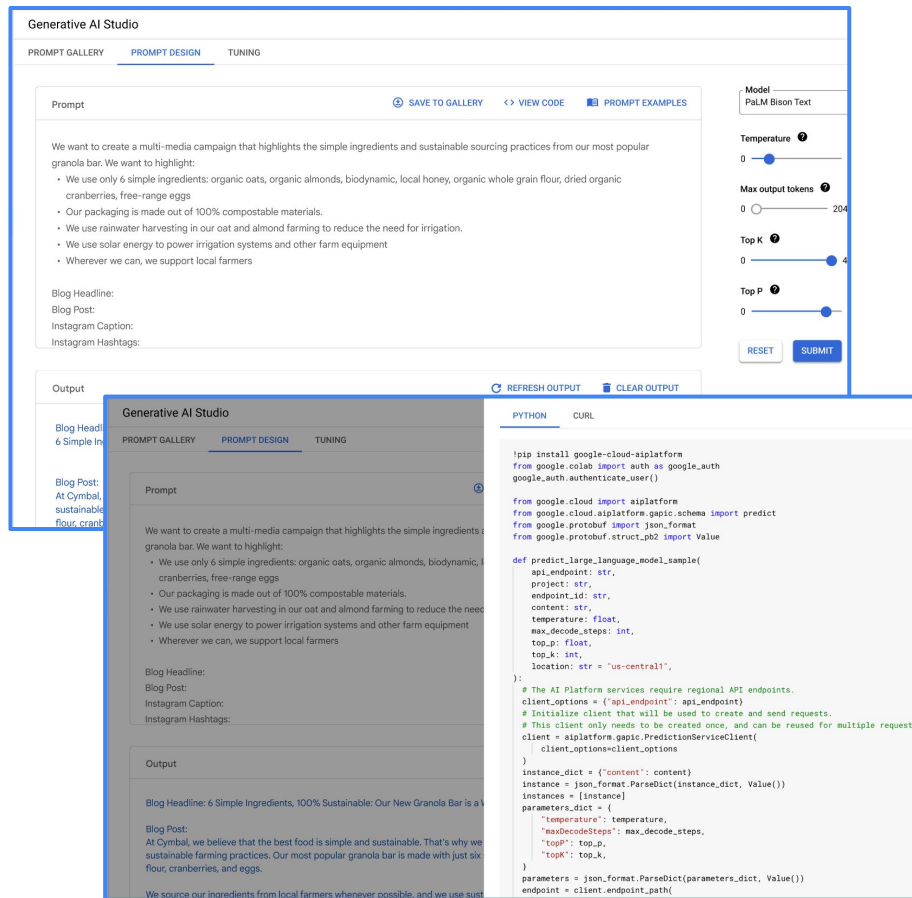 Generative AI Studio
PROMPT GALLERY PROMPT DESIGN TUNING
Prompt SAVE TO GALLERY <> VIEW CODE PROMPT EXAMPLES
We want to create a multi-media campaign that highlights the simple ingredients and sustainable sourcing practices from our most popular
granola bar. We want to highlight:
• We use only 6 simple ingredients: organic oats, organic almonds, biodynamic, local honey, organic whole grain flour, dried organic
cranberries, free-range eggs
• Our packaging is made out of 100% compostable materials.
• We use rainwater harvesting in our oat and almond farming to reduce the need for irrigation.
• We use solar energy to power irrigation systems and other farm equipment
• Wherever we can, we support local farmers
Blog Headline:
Blog Post:
Instagram Caption:
Instagram Hashtags:
Model
PaLM Bison Text
Temperature ?
0
Max output tokens ?
0 204
Top K ?
0 4
Top P ?
0
RESET SUBMIT
Output REFRESH OUTPUT CLEAR OUTPUT
Blog Headl
6 Simple In
Blog Post:
At Cymbal,
sustainable
flour, cranb
Generative AI Studio
PROMPT GALLERY PROMPT DESIGN TUNING
Prompt
We want to create a multi-media campaign that highlights the simple ingredients a
granola bar. We want to highlight:
• We use only 6 simple ingredients: organic oats, organic almonds, biodynamic, l
cranberries, free-range eggs
• Our packaging is made out of 100% compostable materials.
• We use rainwater harvesting in our oat and almond farming to reduce the need
• We use solar energy to power irrigation systems and other farm equipment
• Wherever we can, we support local farmers
Blog Headline:
Blog Post:
Instagram Caption:
Instagram Hashtags:
Output
Blog Headline: 6 Simple Ingredients, 100% Sustainable: Our New Granola Bar is a
Blog Post:
At Cymbal, we believe that the best food is simple and sustainable. That's why we
sustainable farming practices. Our most popular granola bar is made with just six
flour, cranberries, and eggs.
We source our ingredients from local farmers whenever possible, and we use sust
PYTHON CURL
!pip install google-cloud-aiplatform
from google.colab import auth as google_auth
google_auth.authenticate_user()
from google.cloud import aiplatform
from google.cloud.aiplatform.gapic.schema import predict
from google.protobuf import json_format
from google.protobuf.struct_pb2 import Value
def predict_large_language_model_sample(
api_endpoint: str,
project: str,
endpoint_id: str,
content: str,
temperature: float,
max_decode_steps: int,
top_p: float,
top_k: int,
location: str = "us-central1",
):
# The AI Platform services require regional API endpoints.
client_options = {"api_endpoint": api_endpoint}
# Initialize client that will be used to create and send requests.
# This client only needs to be created once, and can be reused for multiple request
client = aiplatform.gapic.PredictionServiceClient(
client_options=client_options
)
instance_dict = {"content": content}
instance = json_format.ParseDict(instance_dict, Value())
instances = [instance]
parameters_dict = {
"temperature": temperature,
"maxDecodeSteps": max_decode_steps,
"topP": top_p,
"topK": top_k,
}
parameters = json_format.ParseDict(parameters_dict, Value())
endpoint = client.endpoint_path(